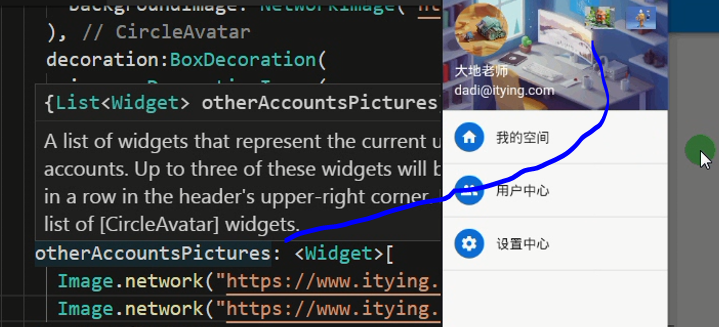 backgroundImage: NetworkImage(
), // CircleAvatar
decoration:BoxDecoration(
{List<Widget> otherAccountsPictures
A list of widgets that represent the current u
accounts. Up to three of these widgets will b
in a row in the header's upper-right corner.
list of [CircleAvatar] widgets.
otherAccountsPictures: <Widget>[
Image.network("https://www.itying.
Image.network("https://www.itying.
大地老师
dadi@itying.com
我的空间
用户中心
设置中心